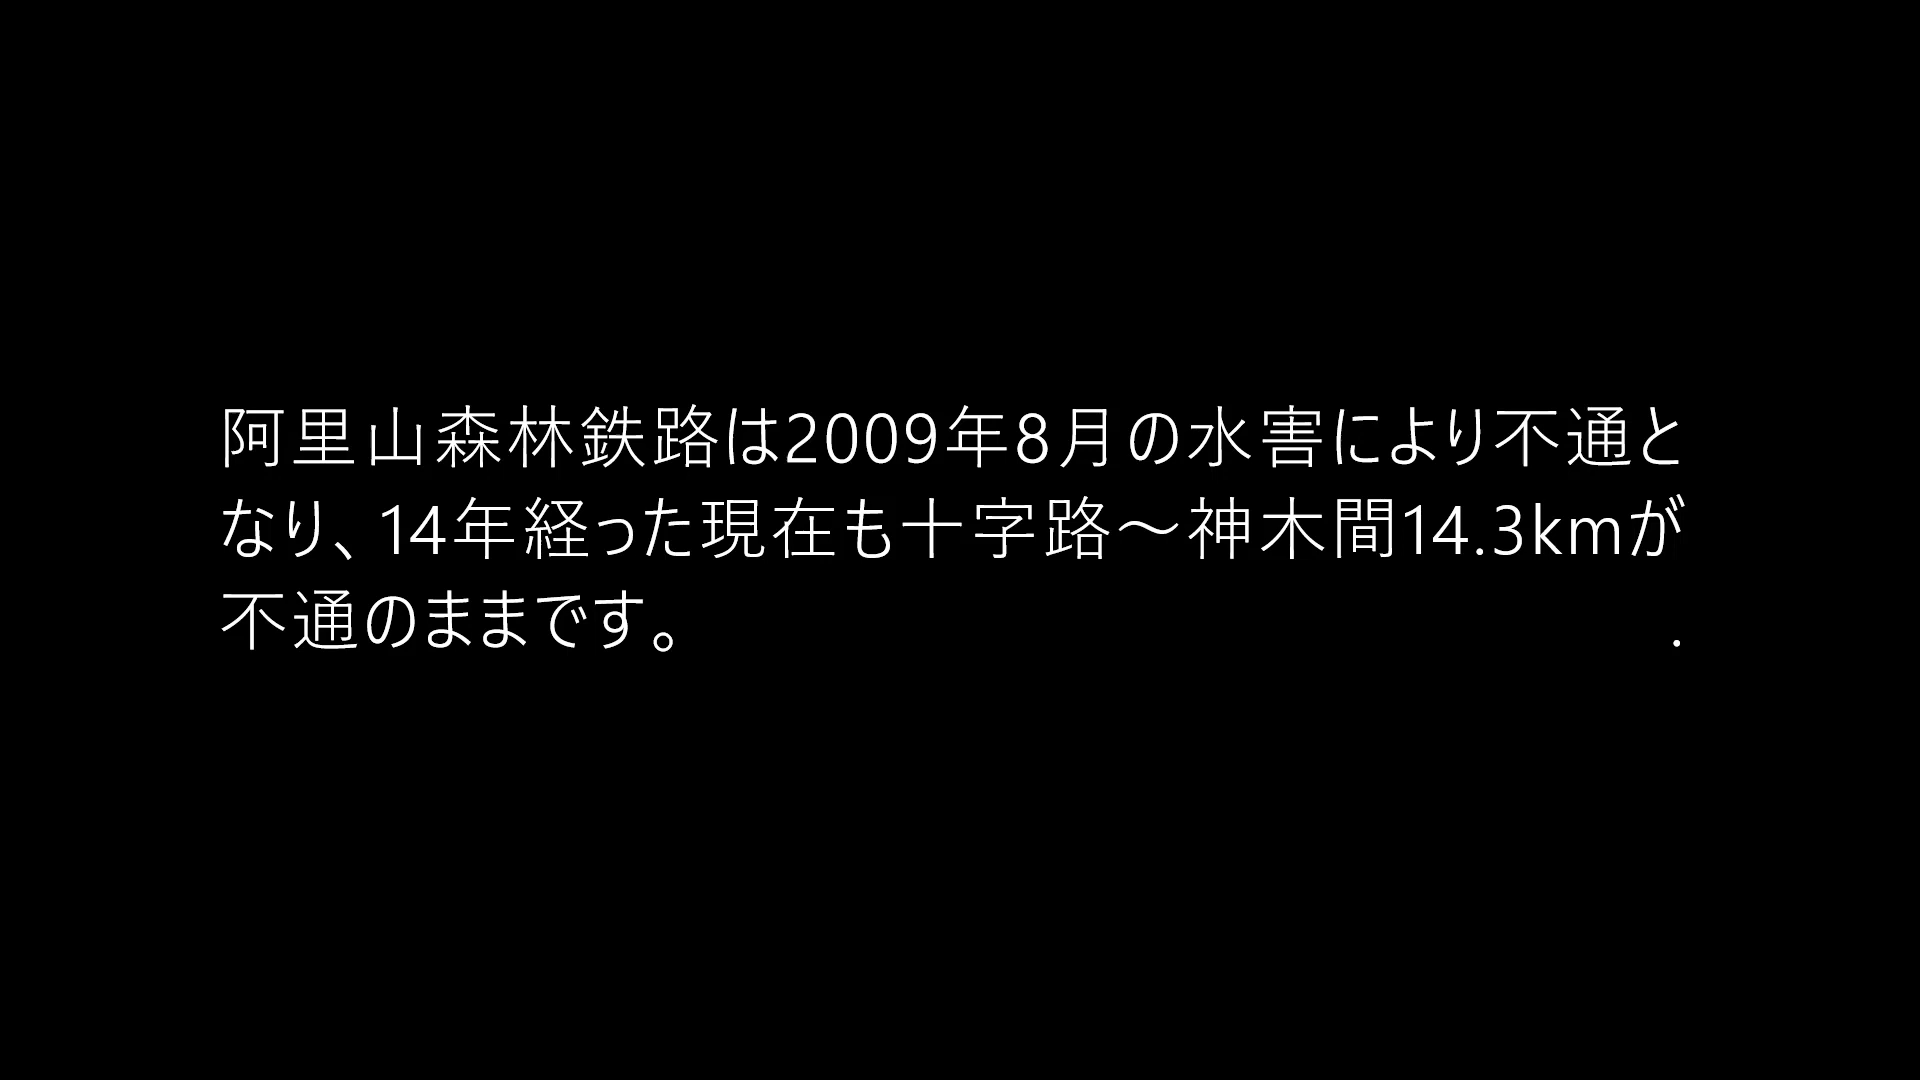 阿里山森林鉄路は2009年8月の水害により不通と
なり、14年経った現在も十字路～神木間14.3kmが
不通のままです。 .